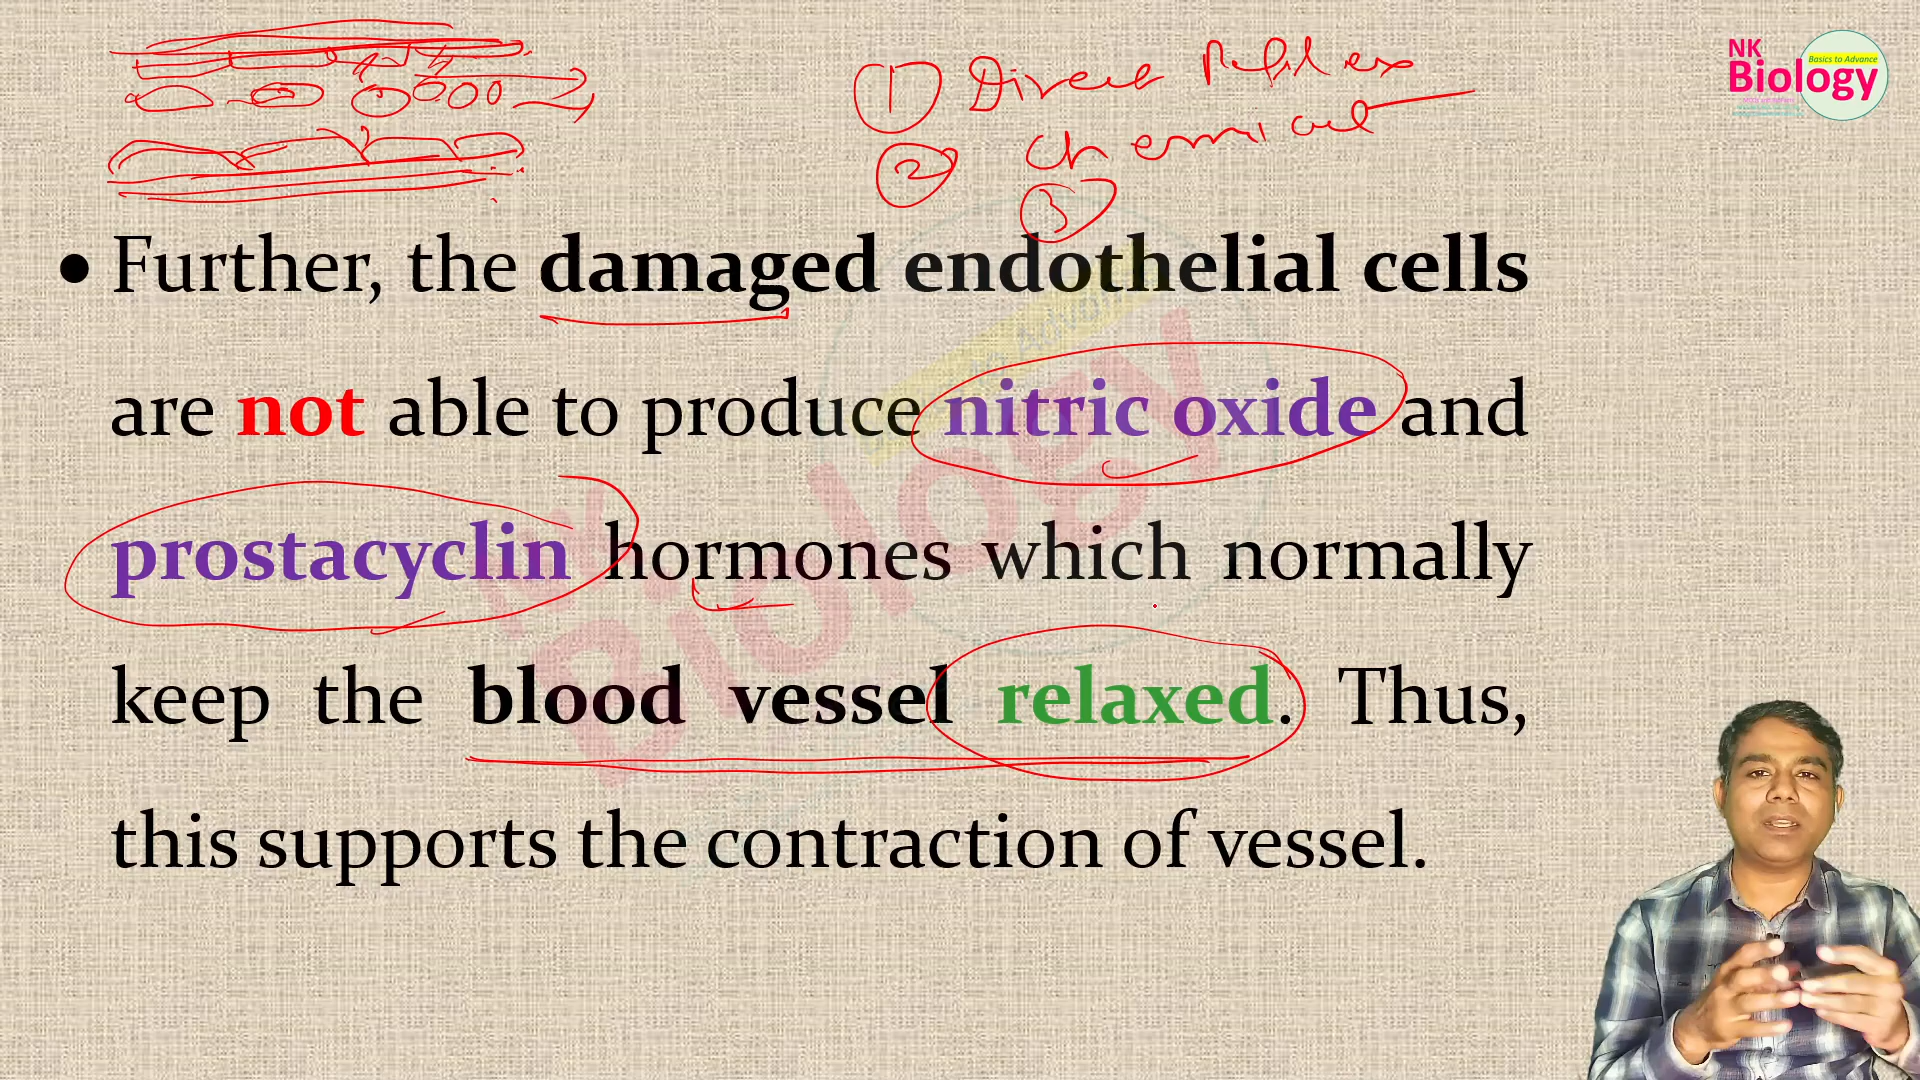 ① Direct Reflex
② Chemical
③
NK
Basics to Advance
Biology
• Further, the damaged endothelial cells
are not able to produce nitric oxide and
prostacyclin hormones which normally
keep the blood vessel relaxed. Thus,
this supports the contraction of vessel.
NK
Biology